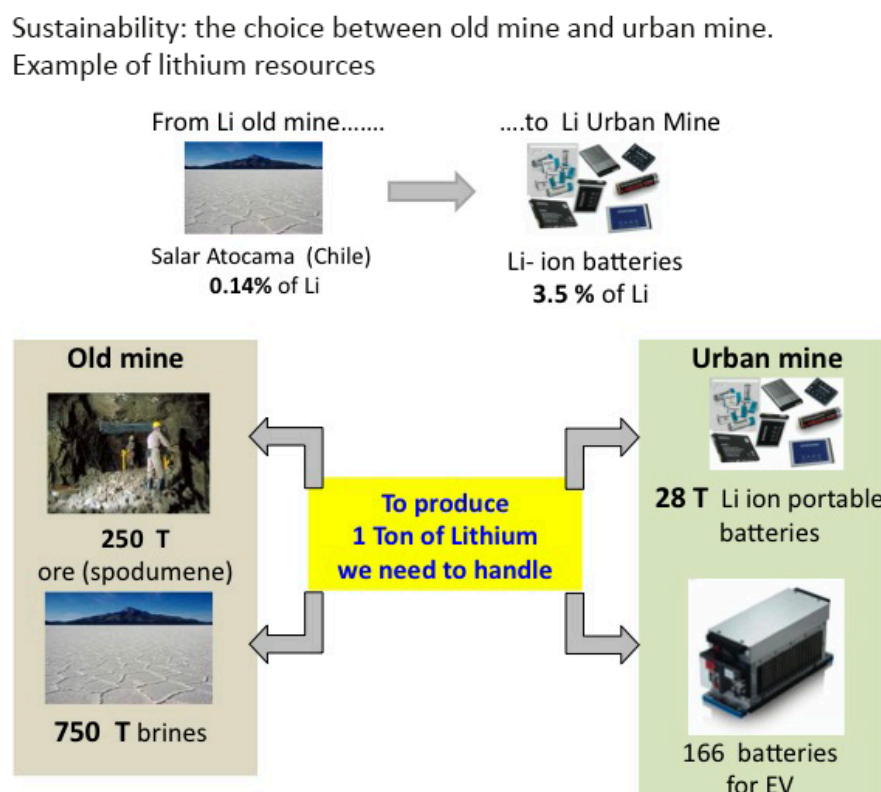 Sustainability: the choice between old mine and urban mine.
Example of lithium resources
From Li old mine.......
....to Li Urban Mine
Salar Atocama (Chile)
0.14% of Li
Li- ion batteries
3.5 % of Li
Old mine
250 T
ore (spodumene)
750 T brines
To produce
1 Ton of Lithium
we need to handle
Urban mine
28 T Li ion portable
batteries
166 batteries
for EV